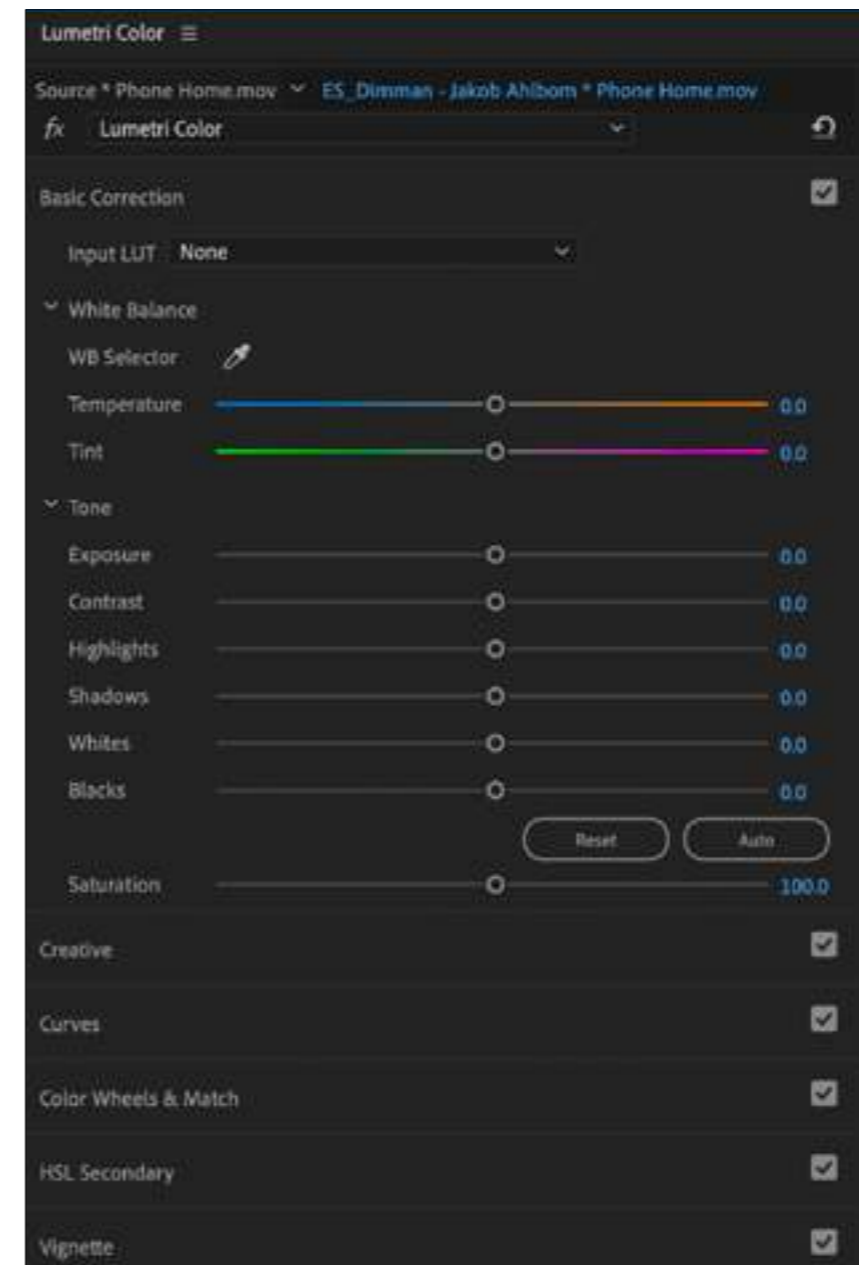 Lumetri Color
Source * Phone Home.mov ES_Dimman - Jakob Ahlbom * Phone Home.mov
fx Lumetri Color
Basic Correction
Input LUT None
White Balance
WB Selector
Temperature 0.0
Tint 0.0
Tone
Exposure 0.0
Contrast 0.0
Highlights 0.0
Shadows 0.0
Whites 0.0
Blacks 0.0
Reset Auto
Saturation 100.0
Creative
Curves
Color Wheels & Match
HSL Secondary
Vignette